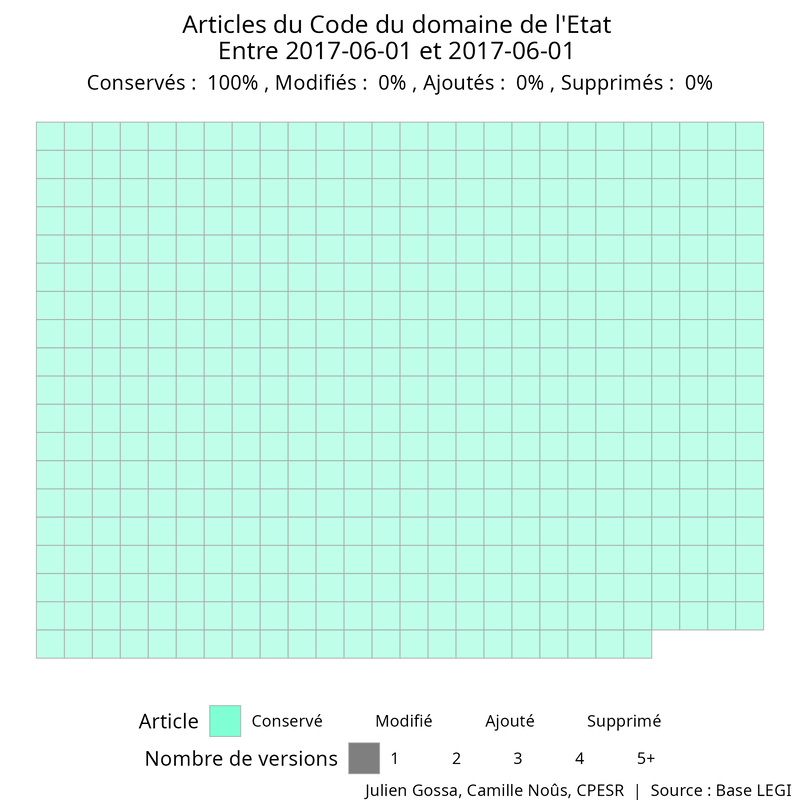 Articles du Code du domaine de l'Etat
Entre 2017-06-01 et 2017-06-01
Conservés :  100% , Modifiés :  0% , Ajoutés :  0% , Supprimés :  0%
Article Conservé Modifié Ajouté Supprimé
Nombre de versions 1 2 3 4 5+
Julien Gossa, Camille Noûs, CPESR  |  Source : Base LEGI